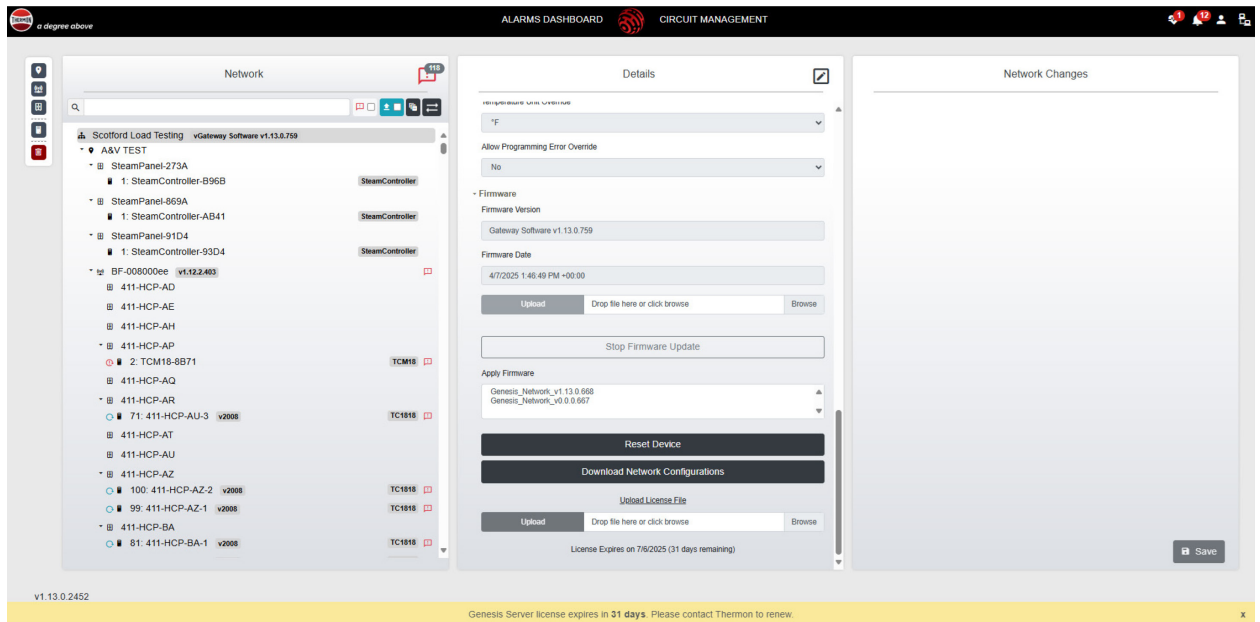 THERMON
a degree above
ALARMS DASHBOARD
CIRCUIT MANAGEMENT
1
12
Network
118
Scotford Load Testing vGateway Software v1.13.0.759
A&V TEST
SteamPanel-273A
1: SteamController-B96B SteamController
SteamPanel-869A
1: SteamController-AB41 SteamController
SteamPanel-91D4
1: SteamController-93D4 SteamController
BF-008000ee v1.12.2.403
411-HCP-AD
411-HCP-AE
411-HCP-AH
411-HCP-AP
2: TCM18-8B71 TCM18
411-HCP-AQ
411-HCP-AR
71: 411-HCP-AU-3 v2008 TC1818
411-HCP-AT
411-HCP-AU
411-HCP-AZ
100: 411-HCP-AZ-2 v2008 TC1818
99: 411-HCP-AZ-1 v2008 TC1818
411-HCP-BA
81: 411-HCP-BA-1 v2008 TC1818
Details
Temperature Unit Override
°F
Allow Programming Error Override
No
Firmware
Firmware Version
Gateway Software v1.13.0.759
Firmware Date
4/7/2025 1:46:49 PM +00:00
Upload Drop file here or click browse Browse
Stop Firmware Update
Apply Firmware
Genesis_Network_v1.13.0.668
Genesis_Network_v0.0.0.667
Reset Device
Download Network Configurations
Upload License File
Upload Drop file here or click browse Browse
License Expires on 7/6/2025 (31 days remaining)
Network Changes
Save
v1.13.0.2452
Genesis Server license expires in 31 days. Please contact Thermon to renew. x